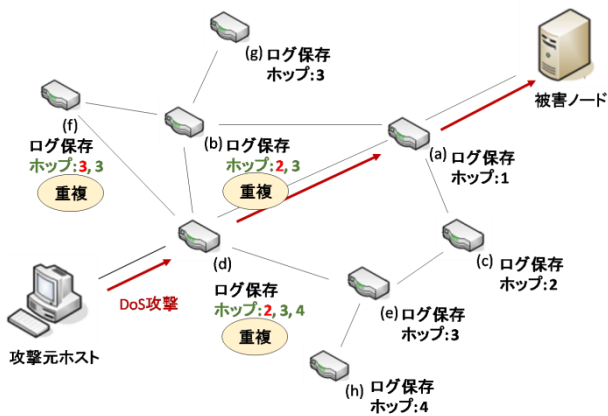 (g) ログ保存
ホップ:3
被害ノード
(f)
ログ保存
ホップ:3, 3
重複
(b) ログ保存
ホップ:2, 3
重複
(a) ログ保存
ホップ:1
(d)
ログ保存
ホップ:2, 3, 4
重複
(c) ログ保存
ホップ:2
DoS攻撃
攻撃元ホスト
(e) ログ保存
ホップ:3
(h) ログ保存
ホップ:4